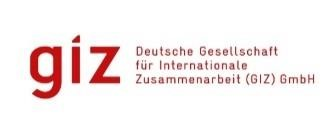 giz
Deutsche Gesellschaft
für Internationale
Zusammenarbeit (GIZ) GmbH